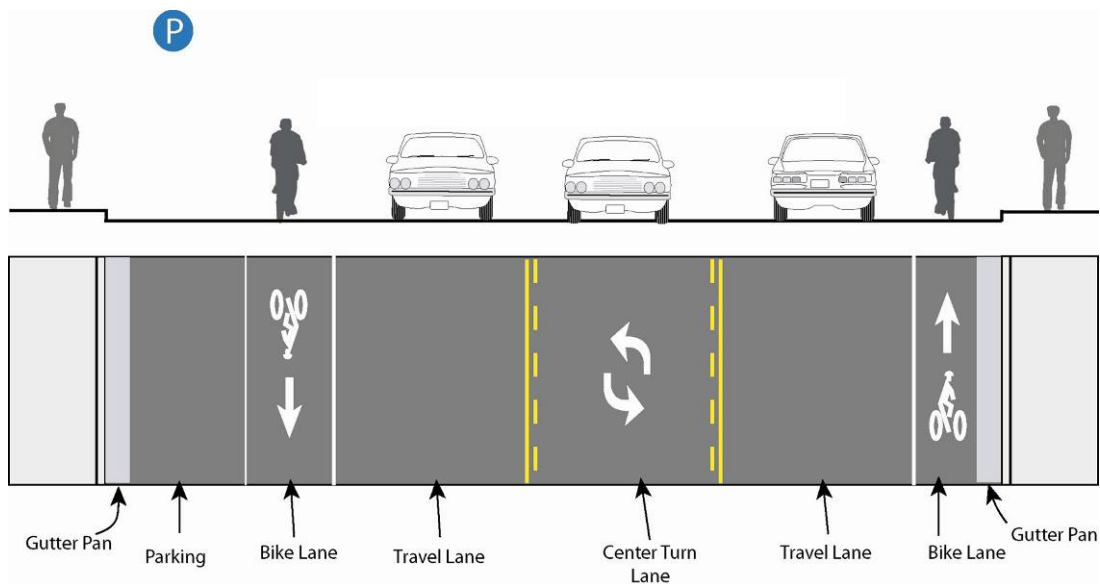 P
Gutter Pan
Parking
Bike Lane
Travel Lane
Center Turn
Lane
Travel Lane
Bike Lane
Gutter Pan